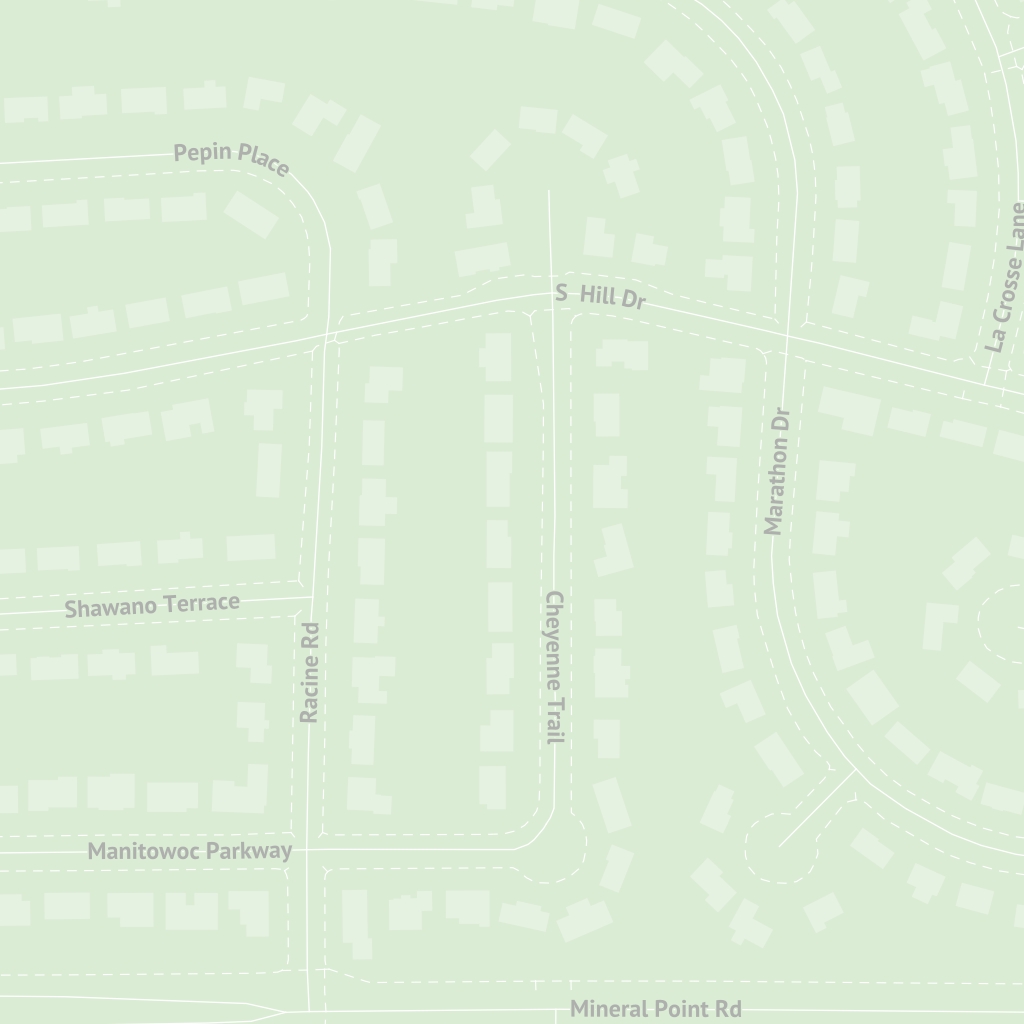 Pepin Place
La Crosse Lane
S Hill Dr
Marathon Dr
Shawano Terrace
Racine Rd
Cheyenne Trail
Manitowoc Parkway
Mineral Point Rd